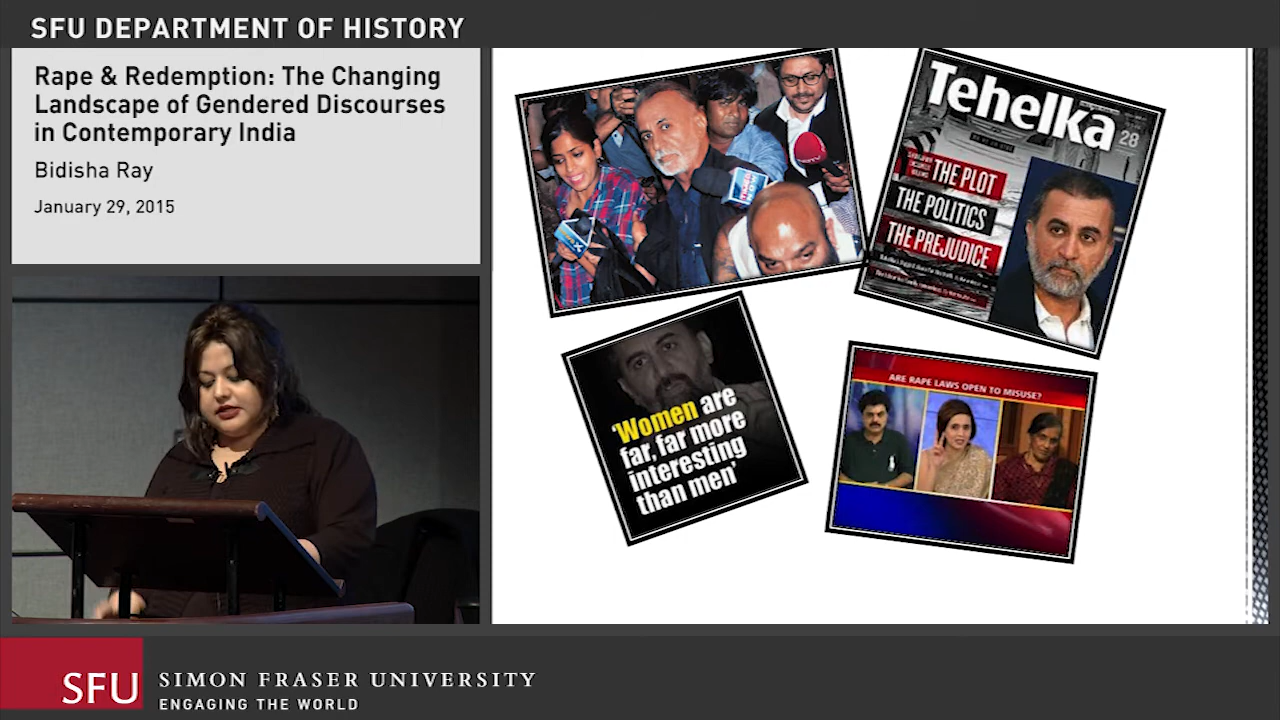 SFU DEPARTMENT OF HISTORY
Rape & Redemption: The Changing
Landscape of Gendered Discourses
in Contemporary India
Bidisha Ray
January 29, 2015
Tehelka
28
THE PLOT
THE POLITICS
THE PREJUDICE
'Women are
far, far more
interesting
than men'
ARE RAPE LAWS OPEN TO MISUSE?
SFU
SIMON FRASER UNIVERSITY
ENGAGING THE WORLD